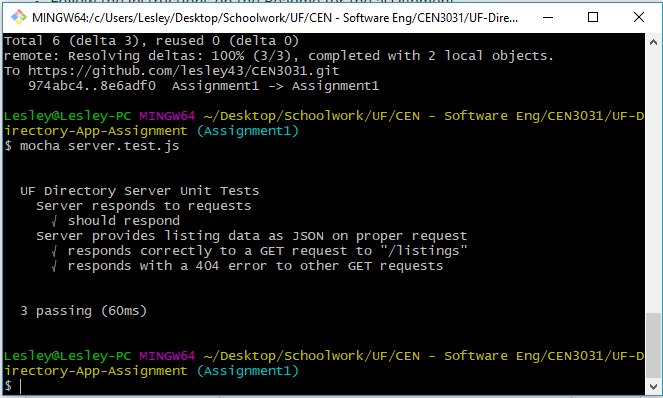 MINGW64:/c/Users/Lesley/Desktop/Schoolwork/UF/CEN - Software Eng/CEN3031/UF-Dire...
Total 6 (delta 3), reused 0 (delta 0)
remote: Resolving deltas: 100% (3/3), completed with 2 local objects.
To https://github.com/lesley43/CEN3031.git
974abc4..8e6adf0  Assignment1 -> Assignment1
Lesley@Lesley-PC MINGW64 ~/Desktop/Schoolwork/UF/CEN - Software Eng/CEN3031/UF-D
irectory-App-Assignment (Assignment1)
$ mocha server.test.js
UF Directory Server Unit Tests
Server responds to requests
√ should respond
Server provides listing data as JSON on proper request
√ responds correctly to a GET request to "/listings"
√ responds with a 404 error to other GET requests
3 passing (60ms)
Lesley@Lesley-PC MINGW64 ~/Desktop/Schoolwork/UF/CEN - Software Eng/CEN3031/UF-D
irectory-App-Assignment (Assignment1)
$